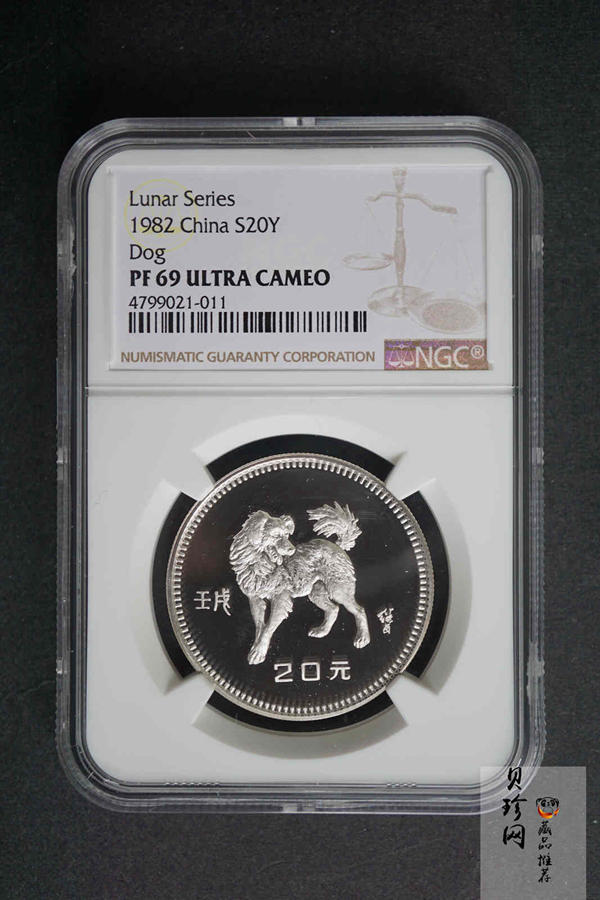 Lunar Series
1982 China S20Y
Dog
PF 69 ULTRA CAMEO
4799021-011
NUMISMATIC GUARANTY CORPORATION
NGC®
壬戌
20元
贝珍网
藏品推荐